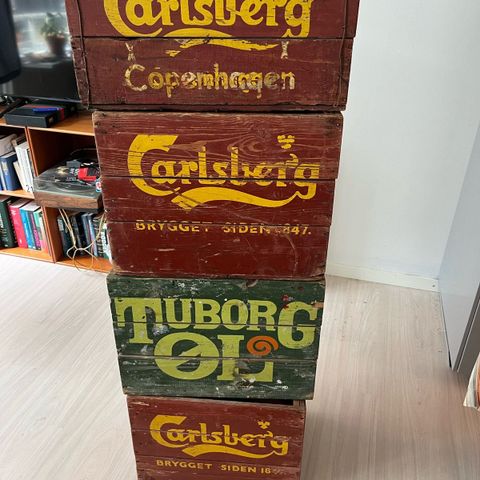 Carlsberg
Copenhagen
Carlsberg
BRYGGET SIDEN 1847.
TUBORG
ØL
Carlsberg
BRYGGET SIDEN 18